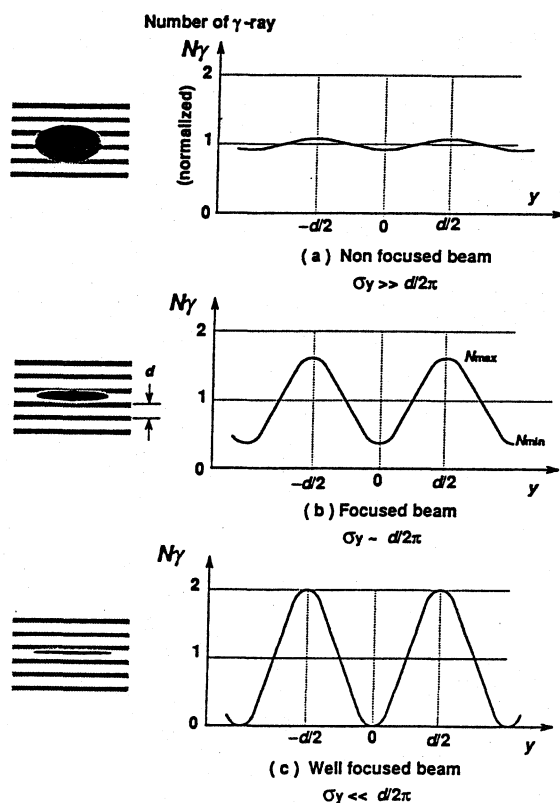 Number of γ-ray
Nγ
2
(normalized)
1
0
y
−d/2 0 d/2
( a ) Non focused beam
σy >> d/2π
Nγ
2
Nmax
d
1
Nmin
0
−d/2 0 d/2 y
( b ) Focused beam
σy ~ d/2π
Nγ
2
1
0
−d/2 0 d/2 y
( c ) Well focused beam
σy << d/2π